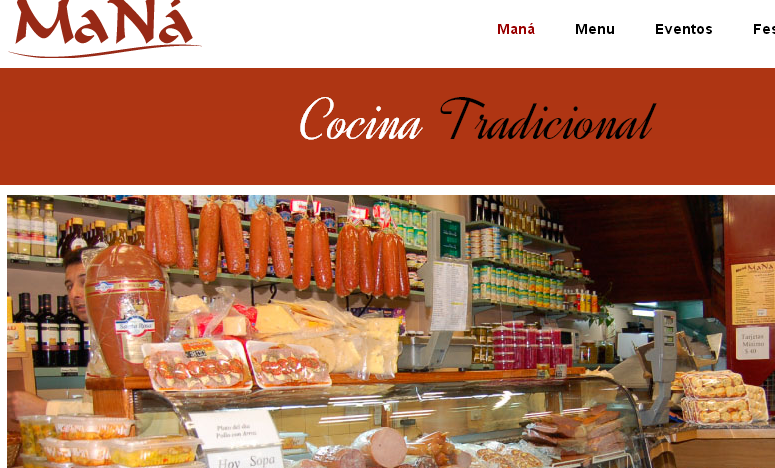 MaNá
Maná Menu Eventos Fes
Cocina Tradicional
MaNa
Tarjetas
Mínimo
$ 40
Santa Rosa
Plato del día
Pollo con Arroz
Hoy Sopa